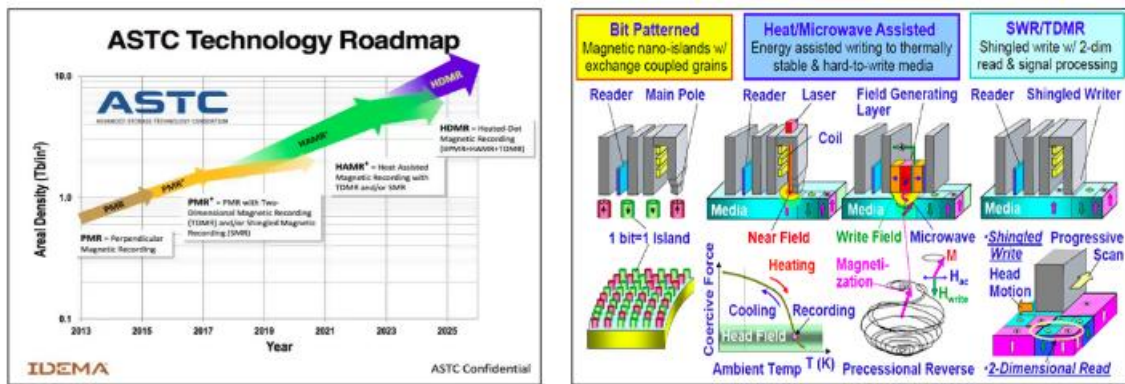 ASTC Technology Roadmap
10.0
1.0
0.1
Areal Density (Tb/in²)
2013
2015
2017
2019
2021
2023
2025
Year
ASTC
ADVANCED STORAGE TECHNOLOGY CONSORTIUM
PMR
PMR⁺
HAMR⁺
HDMR
PMR = Perpendicular
Magnetic Recording
PMR⁺ = PMR with Two-
Dimensional Magnetic Recording
(TDMR) and/or Shingled Magnetic
Recording (SMR)
HAMR⁺ = Heat Assisted
Magnetic Recording with
TDMR and/or SMR
HDMR = Heated-Dot
Magnetic Recording
(BPMR+HAMR+TDMR)
IDEMA
ASTC Confidential
Bit Patterned
Magnetic nano-islands w/
exchange coupled grains
Reader
Main Pole
1 bit=1 Island
Heat/Microwave Assisted
Energy assisted writing to thermally
stable & hard-to-write media
Reader
Laser
Coil
Media
Near Field
Field Generating
Layer
Write Field
Microwave
Coercive Force
Heating
Cooling
Recording
Head Field
Ambient Temp
T (K)
Magneti-
zation
M
Hac
Hwrite
Precessional Reverse
SWR/TDMR
Shingled write w/ 2-dim
read & signal processing
Reader
Shingled Writer
Media
•Shingled
Write
Progressive
Scan
Head
Motion
•2-Dimensional Read